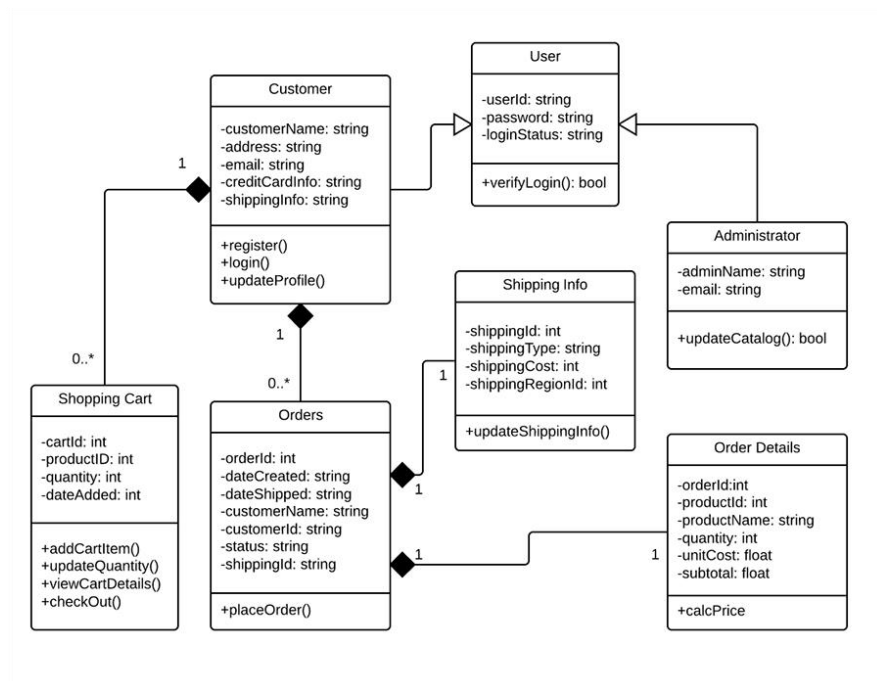 User
-userId: string
-password: string
-loginStatus: string
+verifyLogin(): bool
Customer
-customerName: string
-address: string
-email: string
-creditCardInfo: string
-shippingInfo: string
+register()
+login()
+updateProfile()
1
0..*
1
0..*
Administrator
-adminName: string
-email: string
+updateCatalog(): bool
Shipping Info
-shippingId: int
-shippingType: string
-shippingCost: int
-shippingRegionId: int
+updateShippingInfo()
1
1
Shopping Cart
-cartId: int
-productID: int
-quantity: int
-dateAdded: int
+addCartItem()
+updateQuantity()
+viewCartDetails()
+checkOut()
Orders
-orderId: int
-dateCreated: string
-dateShipped: string
-customerName: string
-customerId: string
-status: string
-shippingId: string
+placeOrder()
1
1
Order Details
-orderId:int
-productId: int
-productName: string
-quantity: int
-unitCost: float
-subtotal: float
+calcPrice